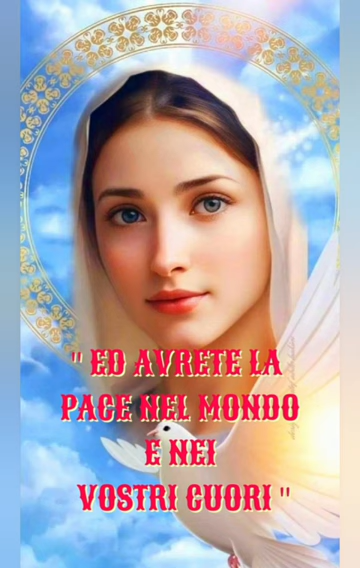 " ED AVRETE LA
PACE NEL MONDO
E NEI
VOSTRI CUORI "